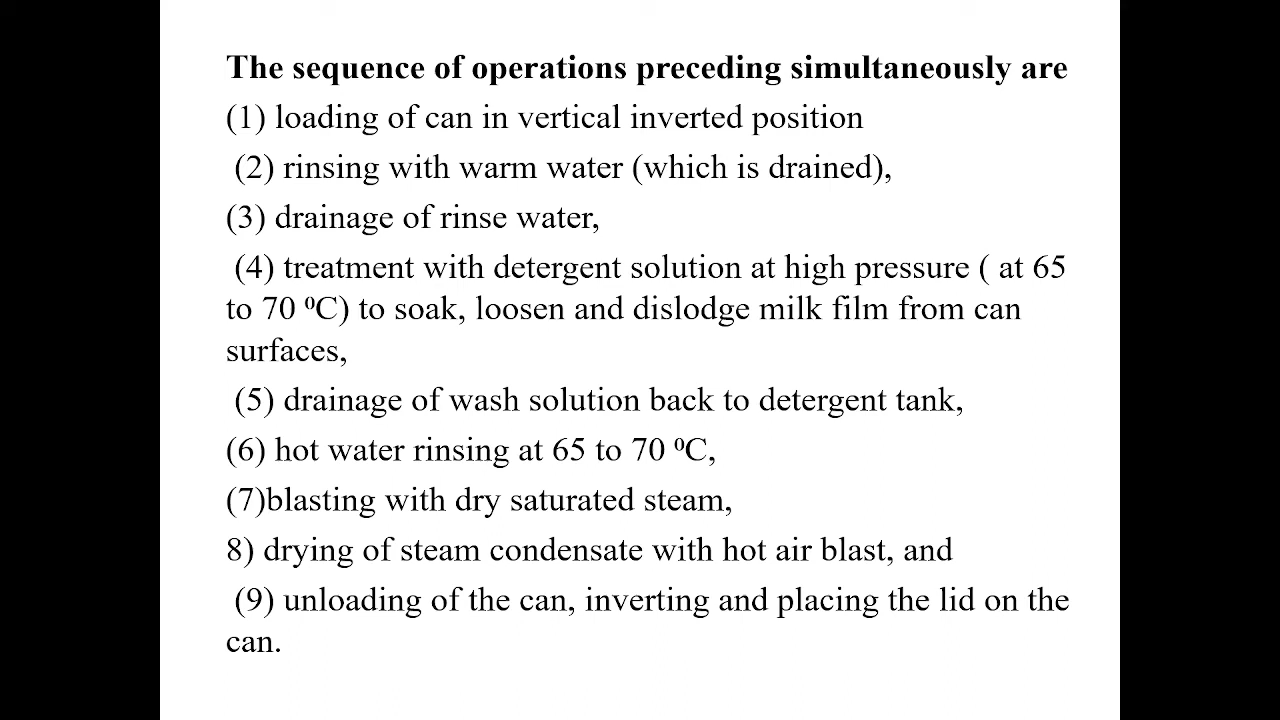 The sequence of operations preceding simultaneously are
(1) loading of can in vertical inverted position
(2) rinsing with warm water (which is drained),
(3) drainage of rinse water,
(4) treatment with detergent solution at high pressure ( at 65
to 70 ⁰C) to soak, loosen and dislodge milk film from can
surfaces,
(5) drainage of wash solution back to detergent tank,
(6) hot water rinsing at 65 to 70 ⁰C,
(7)blasting with dry saturated steam,
8) drying of steam condensate with hot air blast, and
(9) unloading of the can, inverting and placing the lid on the
can.